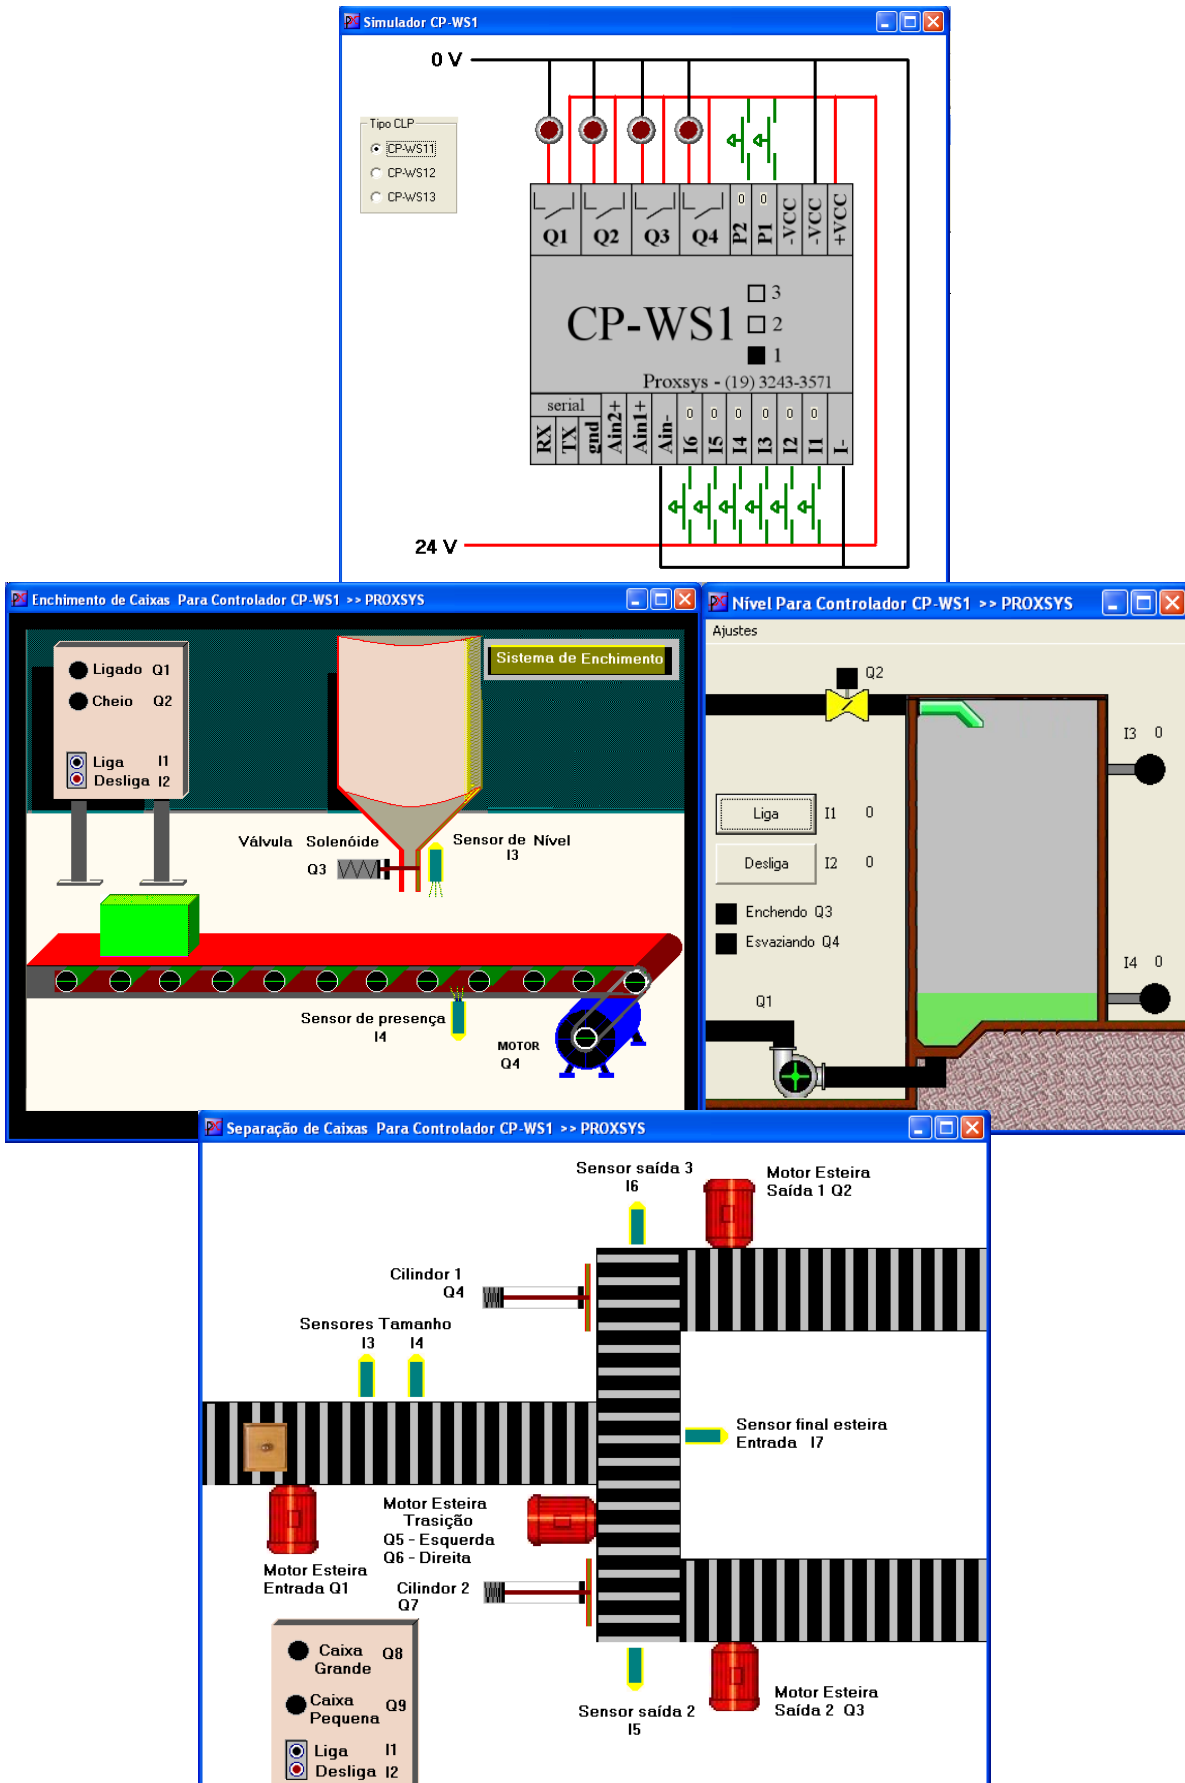 Simulador CP-WS1
0 V
Tipo CLP
CP-WS11
CP-WS12
CP-WS13
0 0
Q1 Q2 Q3 Q4 P2 P1 -VCC -VCC +VCC
3
CP-WS1 2
1
Proxsys - (19) 3243-3571
serial
0 0 0 0 0 0
RX TX gnd Ain2+ Ain1+ Ain- I6 I5 I4 I3 I2 I1 I-
24 V
Enchimento de Caixas Para Controlador CP-WS1 >> PROXSYS
Ligado Q1
Cheio Q2
Liga I1
Desliga I2
Sistema de Enchimento
Válvula Solenóide
Q3
Sensor de Nível
I3
Sensor de presença
I4
MOTOR
Q4
Nível Para Controlador CP-WS1 >> PROXSYS
Ajustes
Q2
I3 0
Liga I1 0
Desliga I2 0
Enchendo Q3
Esvaziando Q4
I4 0
Q1
Separação de Caixas Para Controlador CP-WS1 >> PROXSYS
Sensor saída 3
I6
Motor Esteira
Saída 1 Q2
Cilindor 1
Q4
Sensores Tamanho
I3 I4
Sensor final esteira
Entrada I7
Motor Esteira
Trasição
Q5 - Esquerda
Q6 - Direita
Motor Esteira
Entrada Q1
Cilindor 2
Q7
Caixa
Grande Q8
Caixa
Pequena Q9
Liga I1
Desliga I2
Sensor saída 2
I5
Motor Esteira
Saída 2 Q3